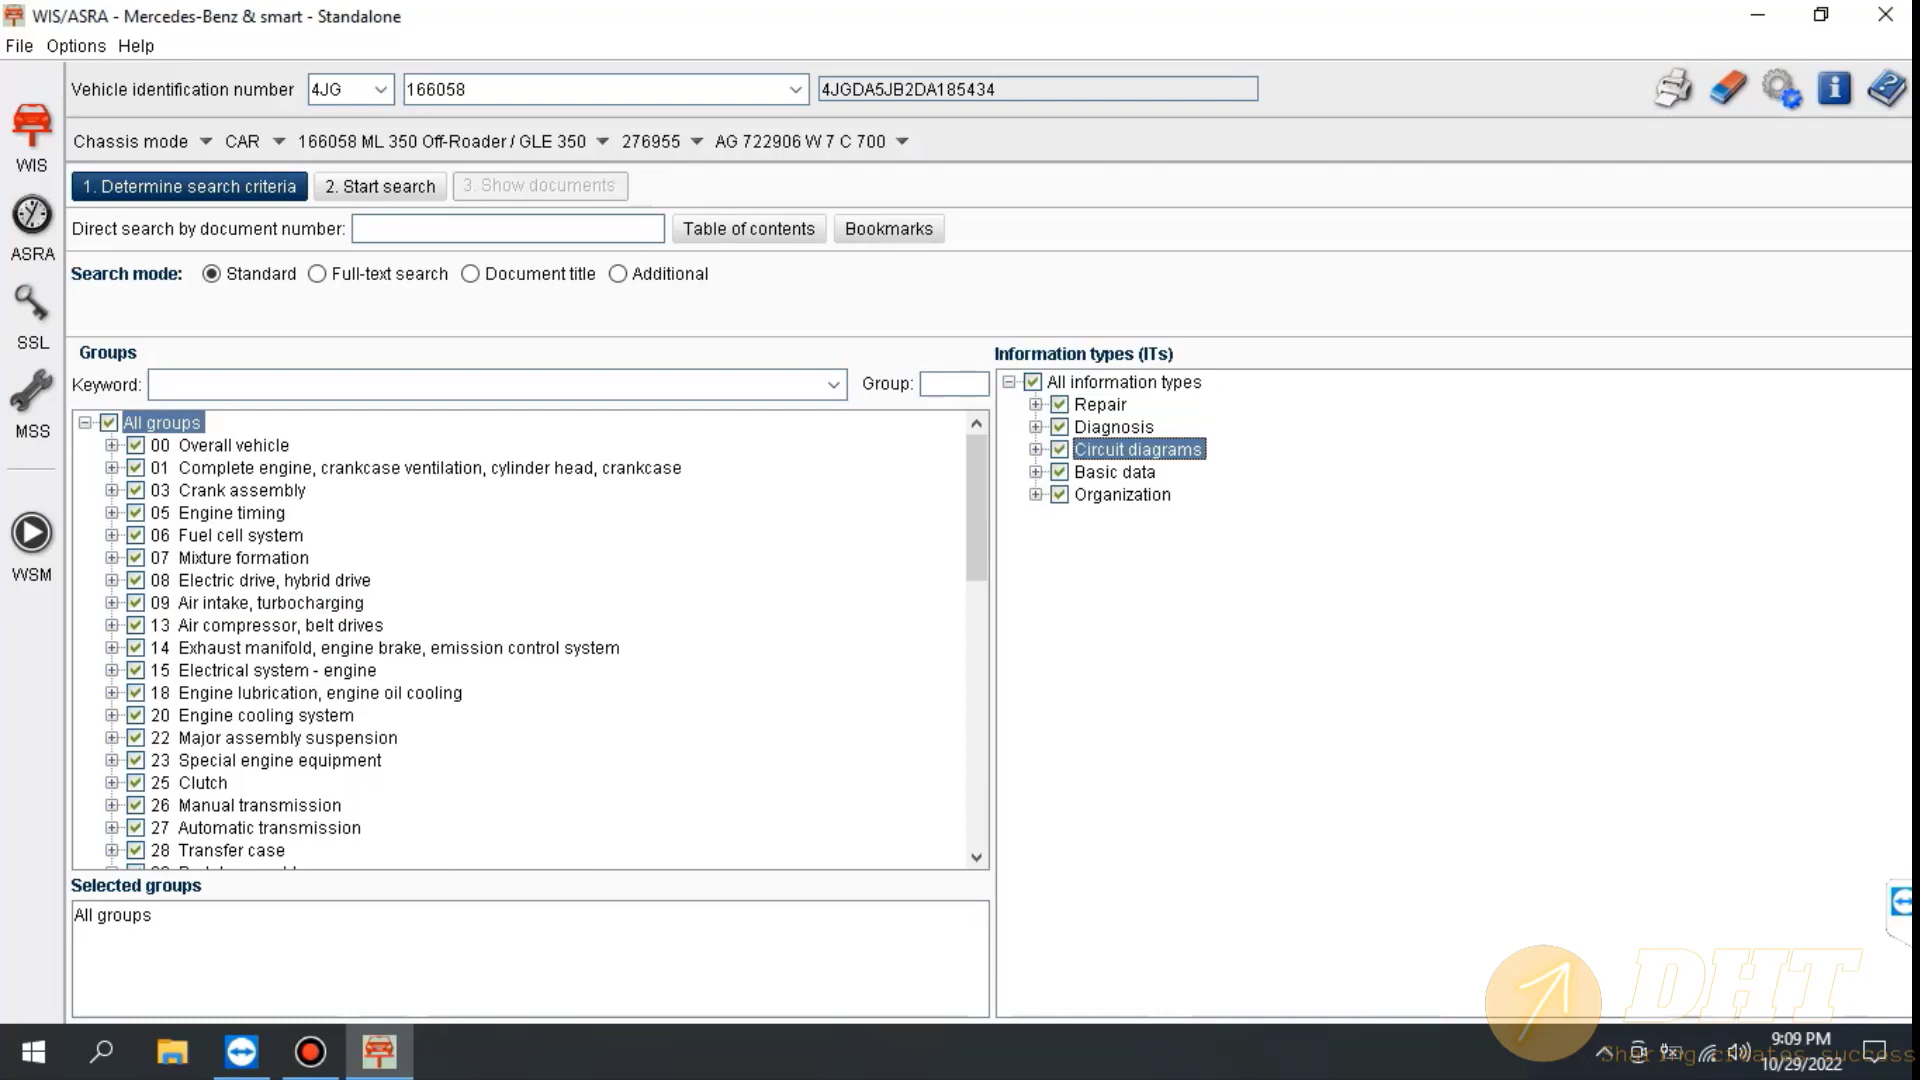 WIS/ASRA - Mercedes-Benz & smart - Standalone
File Options Help
Vehicle identification number 4JG 166058 4JGDA5JB2DA185434
Chassis mode CAR 166058 ML 350 Off-Roader / GLE 350 276955 AG 722906 W 7 C 700
1. Determine search criteria 2. Start search 3. Show documents
Direct search by document number: Table of contents Bookmarks
Search mode: Standard Full-text search Document title Additional
WIS
ASRA
SSL
MSS
WSM
Groups
Keyword: Group:
All groups
00 Overall vehicle
01 Complete engine, crankcase ventilation, cylinder head, crankcase
03 Crank assembly
05 Engine timing
06 Fuel cell system
07 Mixture formation
08 Electric drive, hybrid drive
09 Air intake, turbocharging
13 Air compressor, belt drives
14 Exhaust manifold, engine brake, emission control system
15 Electrical system - engine
18 Engine lubrication, engine oil cooling
20 Engine cooling system
22 Major assembly suspension
23 Special engine equipment
25 Clutch
26 Manual transmission
27 Automatic transmission
28 Transfer case
Selected groups
All groups
Information types (ITs)
All information types
Repair
Diagnosis
Circuit diagrams
Basic data
Organization
DHT
Sharing creates success
9:09 PM
10/29/2022